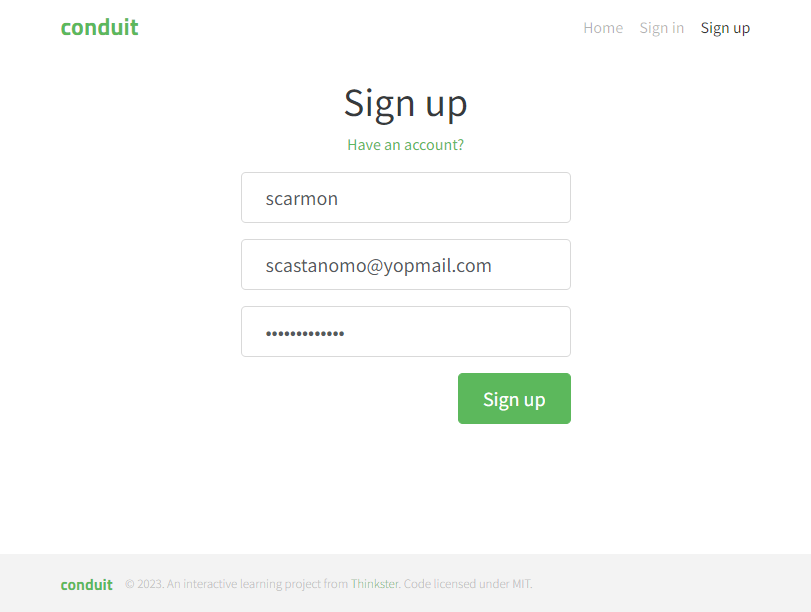 conduit
Home Sign in Sign up
Sign up
Have an account?
scarmon
scastanomo@yopmail.com
•••••••••••••
Sign up
conduit © 2023. An interactive learning project from Thinkster. Code licensed under MIT.